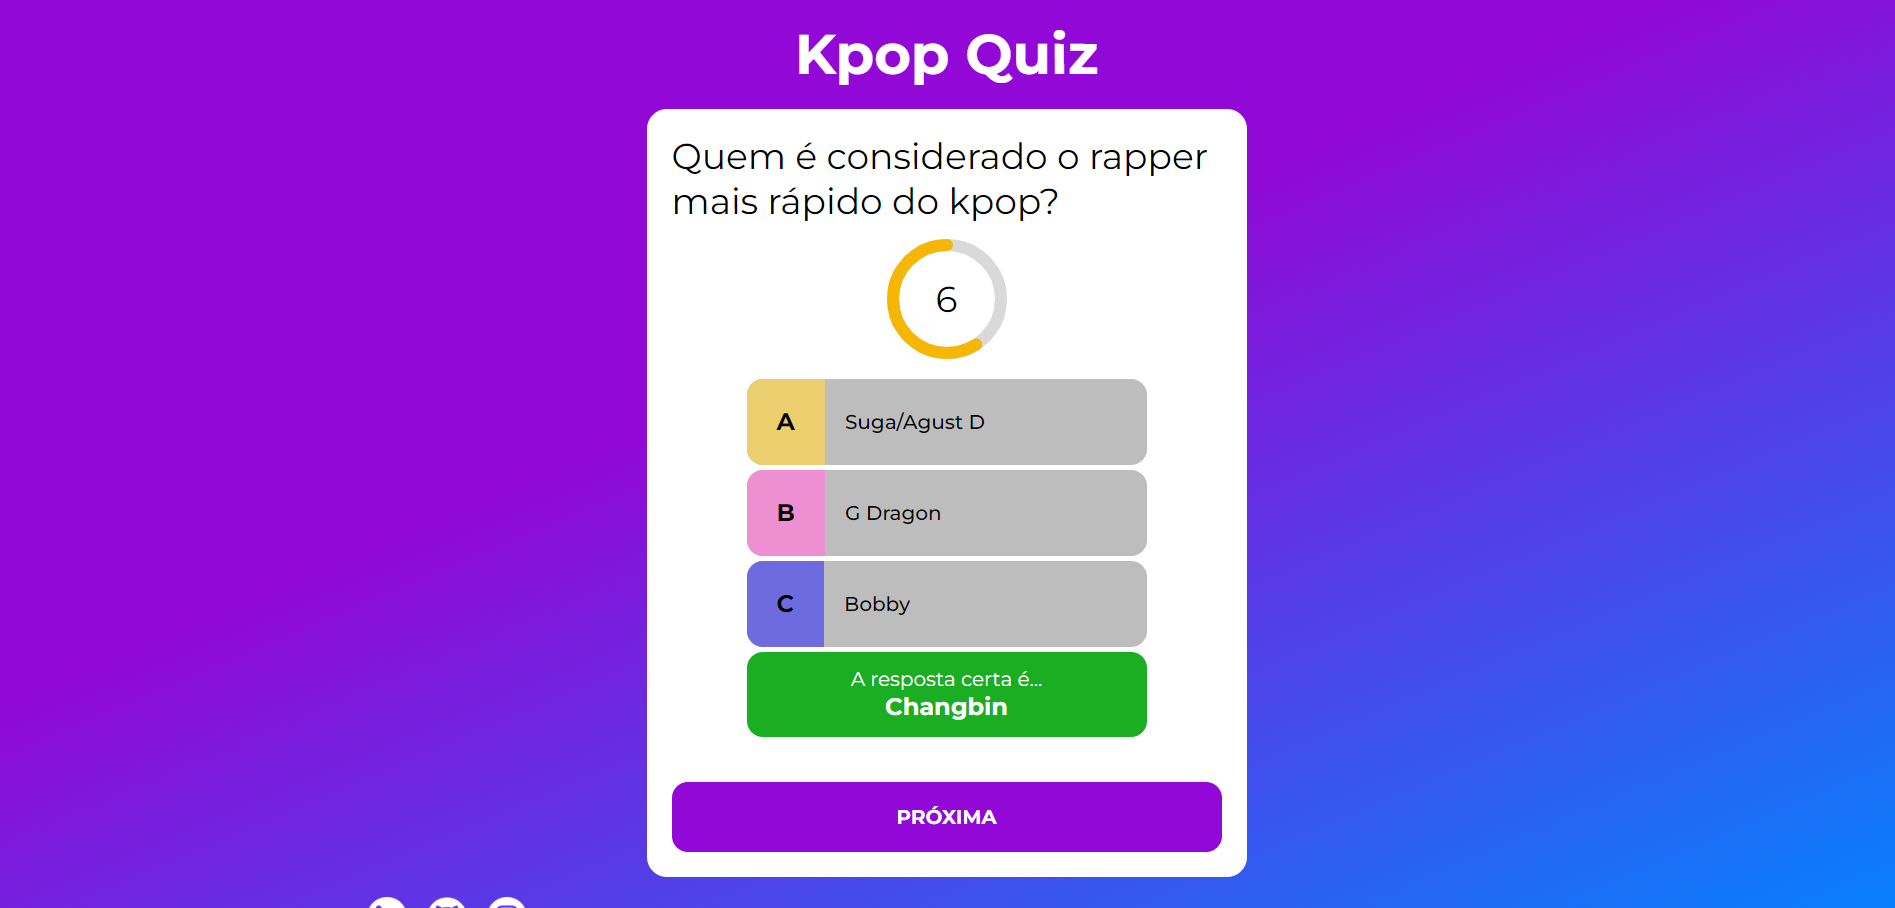 Kpop Quiz
Quem é considerado o rapper
mais rápido do kpop?
6
A
Suga/Agust D
B
G Dragon
C
Bobby
A resposta certa é...
Changbin
PRÓXIMA